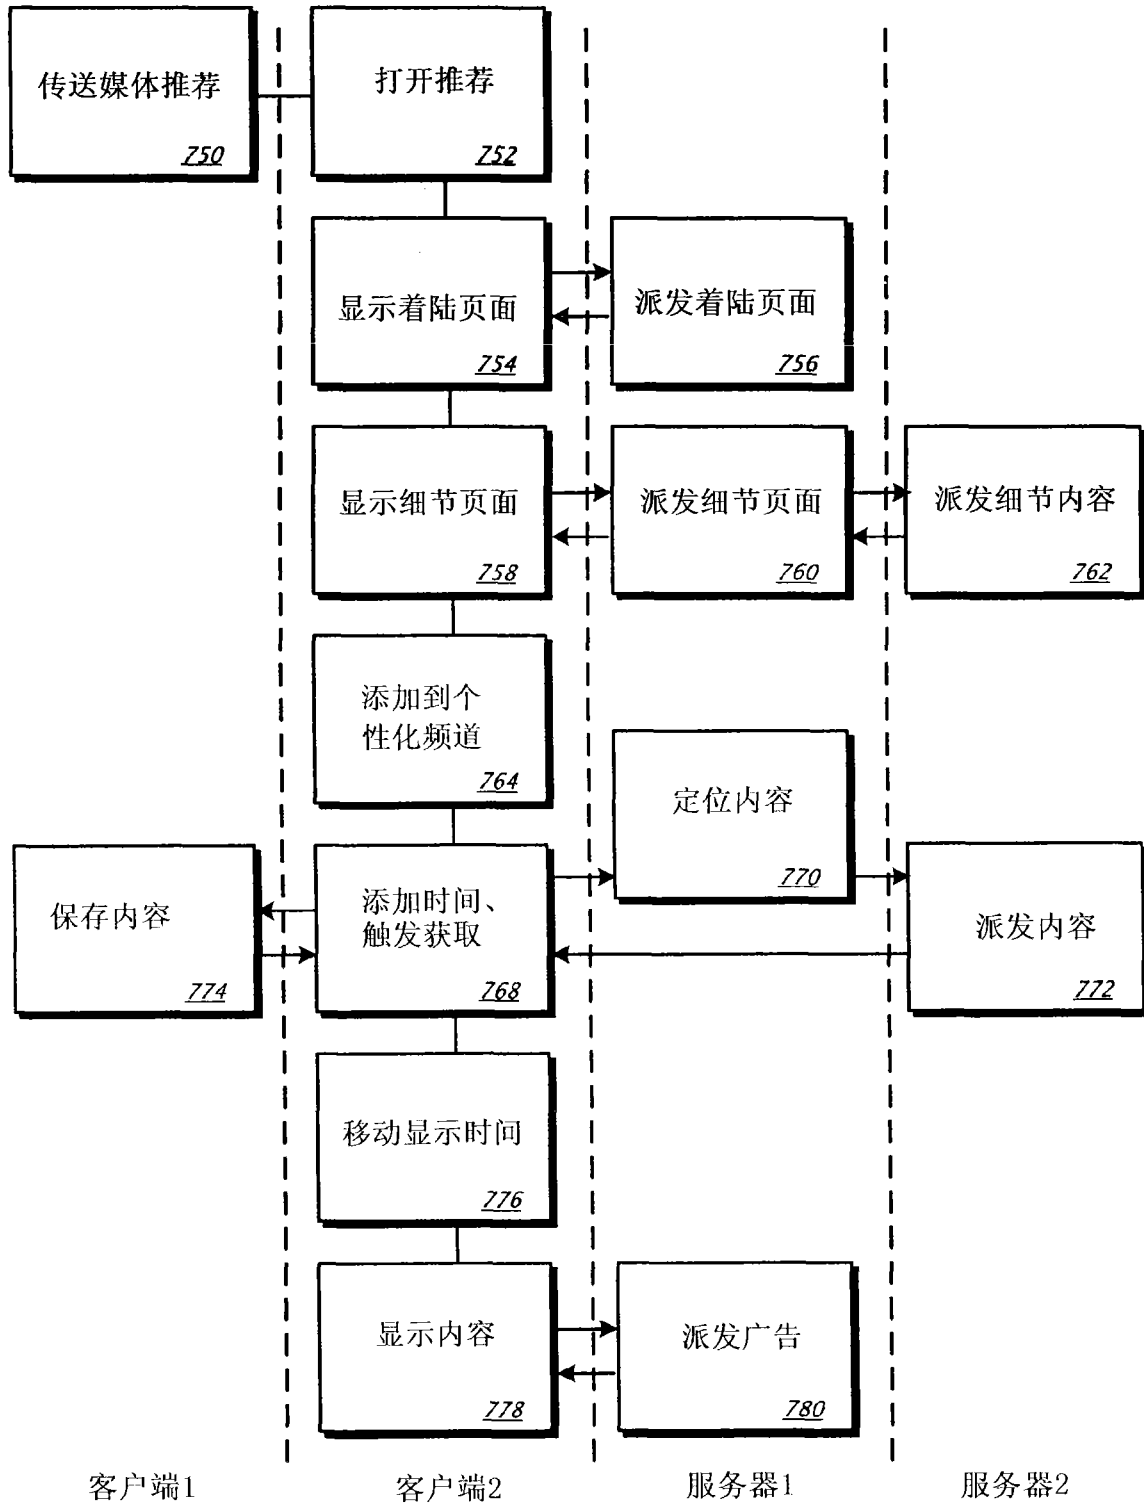 传送媒体推荐
750
打开推荐
752
显示着陆页面
754
派发着陆页面
756
显示细节页面
758
派发细节页面
760
派发细节内容
762
添加到个
性化频道
764
定位内容
770
保存内容
774
添加时间、
触发获取
768
派发内容
772
移动显示时间
776
显示内容
778
派发广告
780
客户端1
客户端2
服务器1
服务器2